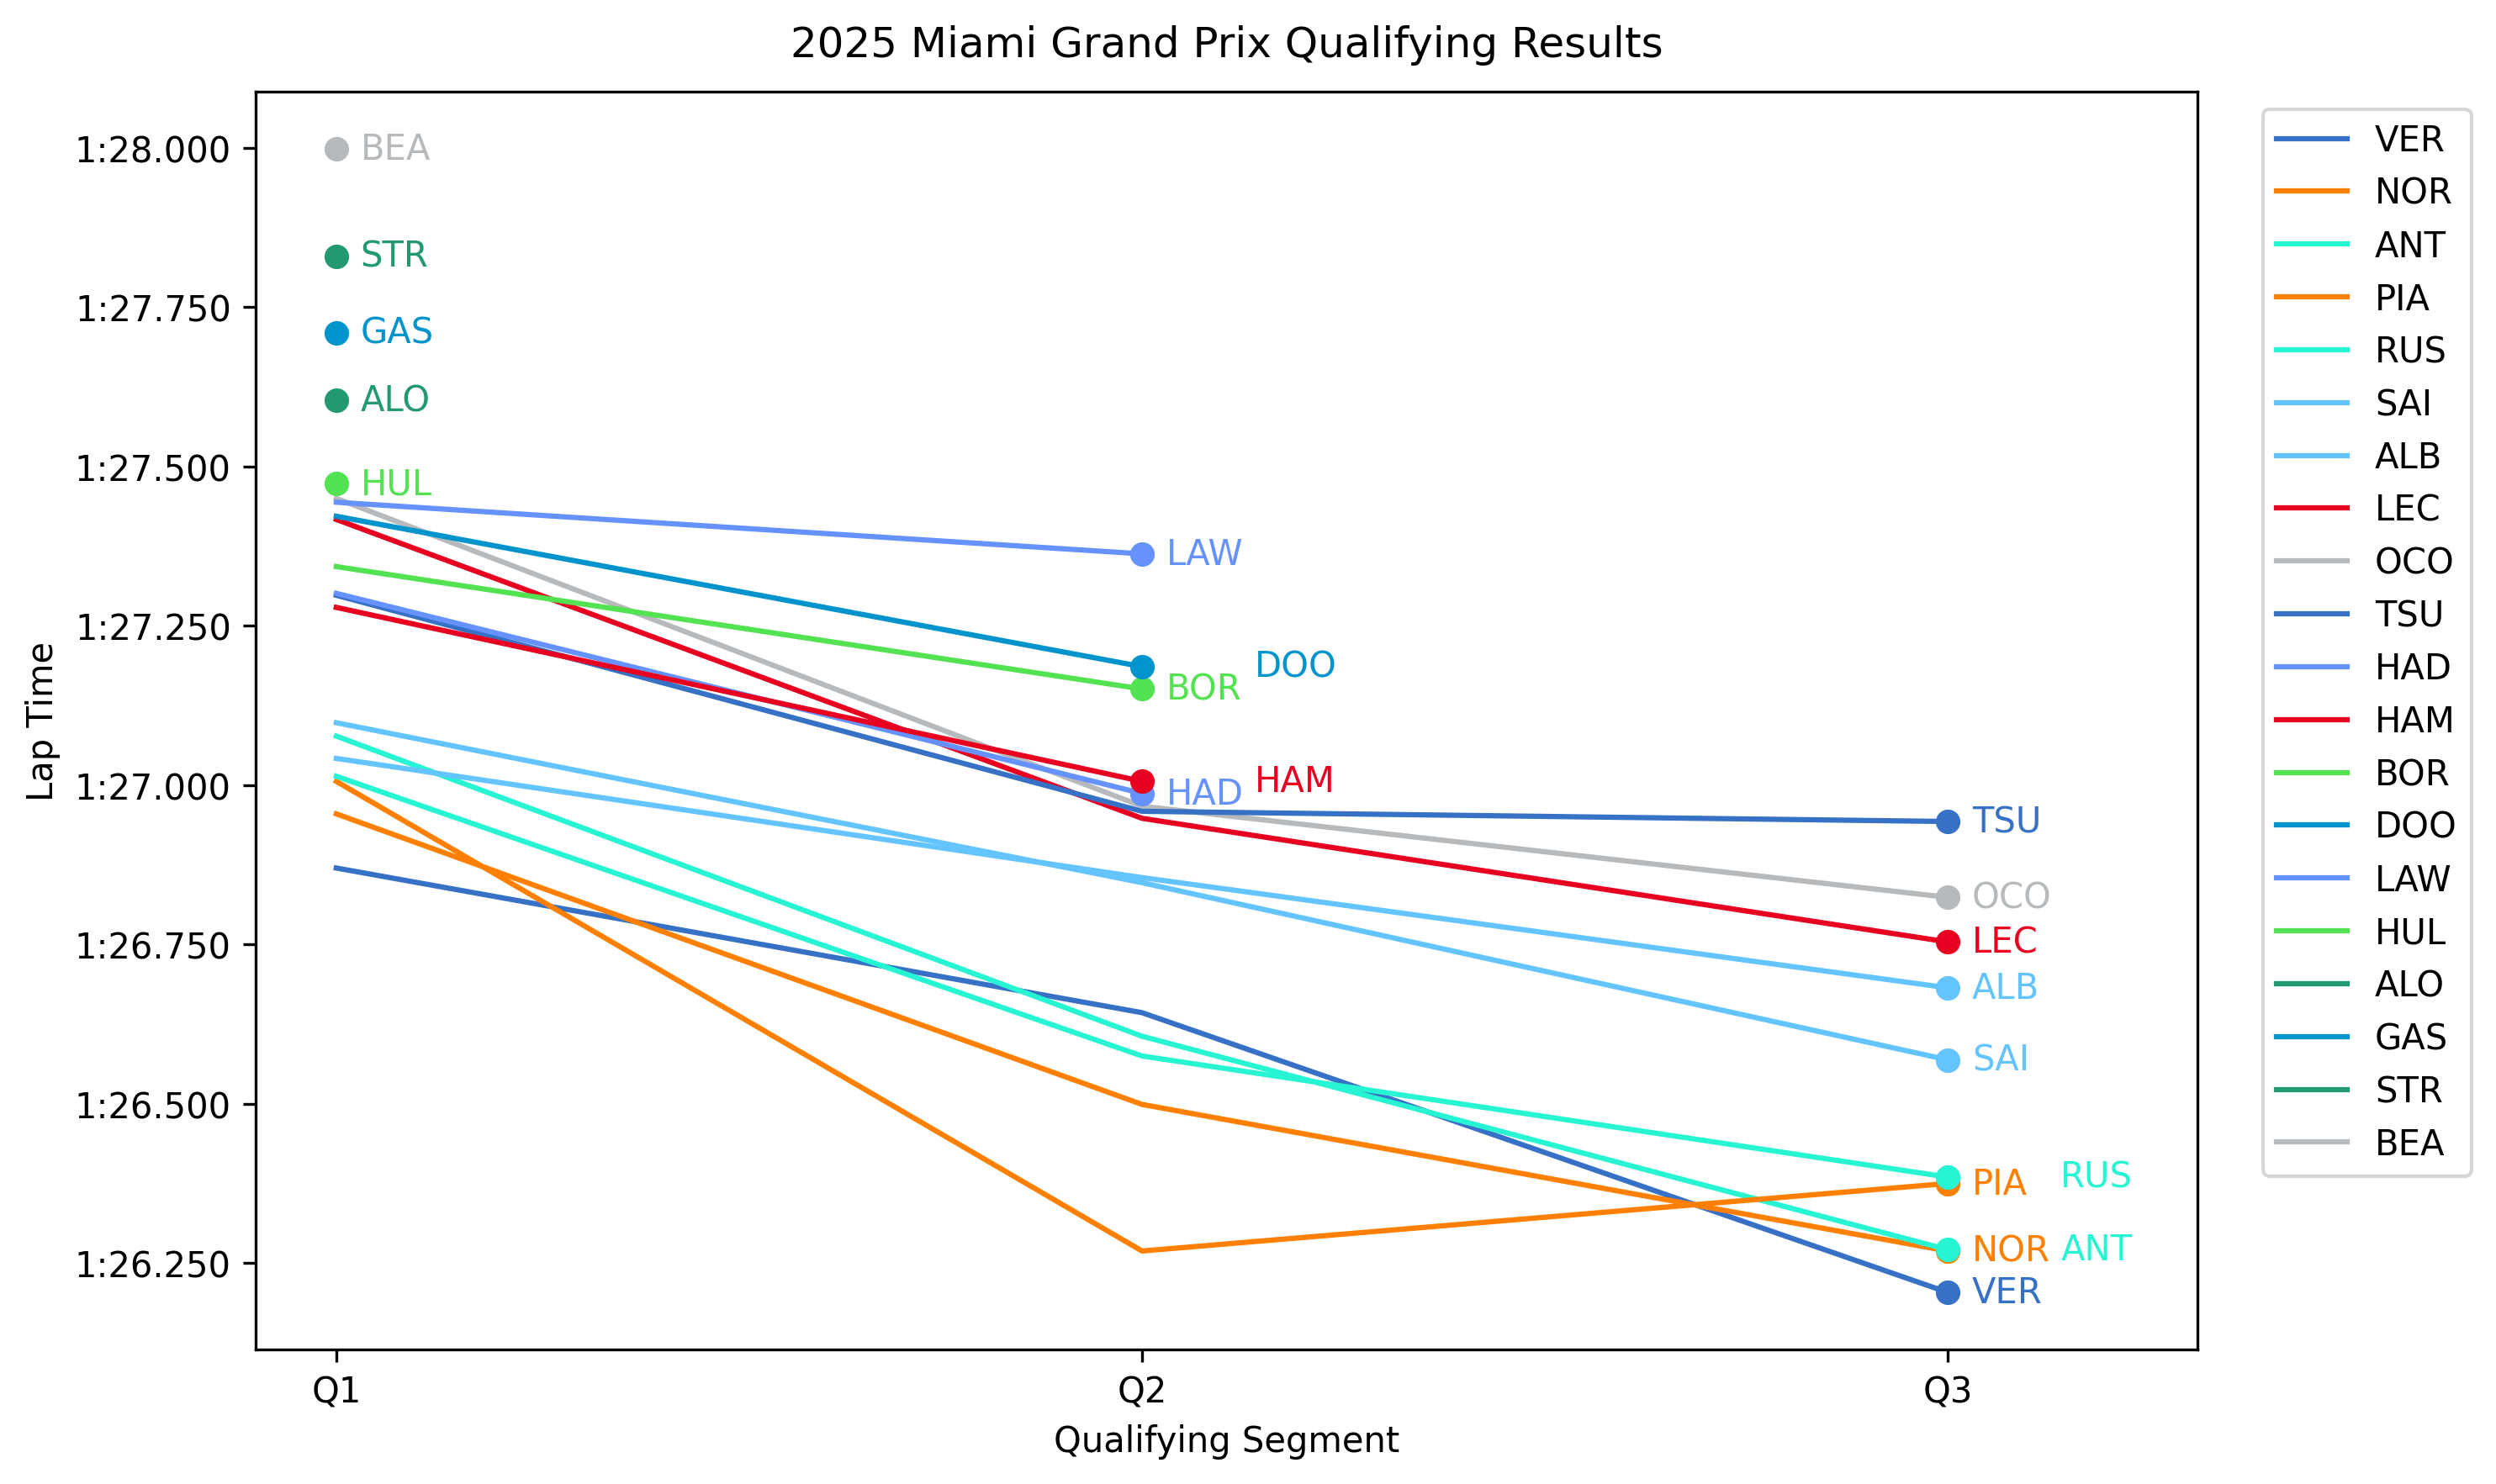 2025 Miami Grand Prix Qualifying Results
Lap Time
1:28.000
1:27.750
1:27.500
1:27.250
1:27.000
1:26.750
1:26.500
1:26.250
BEA
STR
GAS
ALO
HUL
LAW
DOO
BOR
HAM
HAD
TSU
OCO
LEC
ALB
SAI
RUS
PIA
NOR ANT
VER
Q1 Q2 Q3
Qualifying Segment
VER
NOR
ANT
PIA
RUS
SAI
ALB
LEC
OCO
TSU
HAD
HAM
BOR
DOO
LAW
HUL
ALO
GAS
STR
BEA